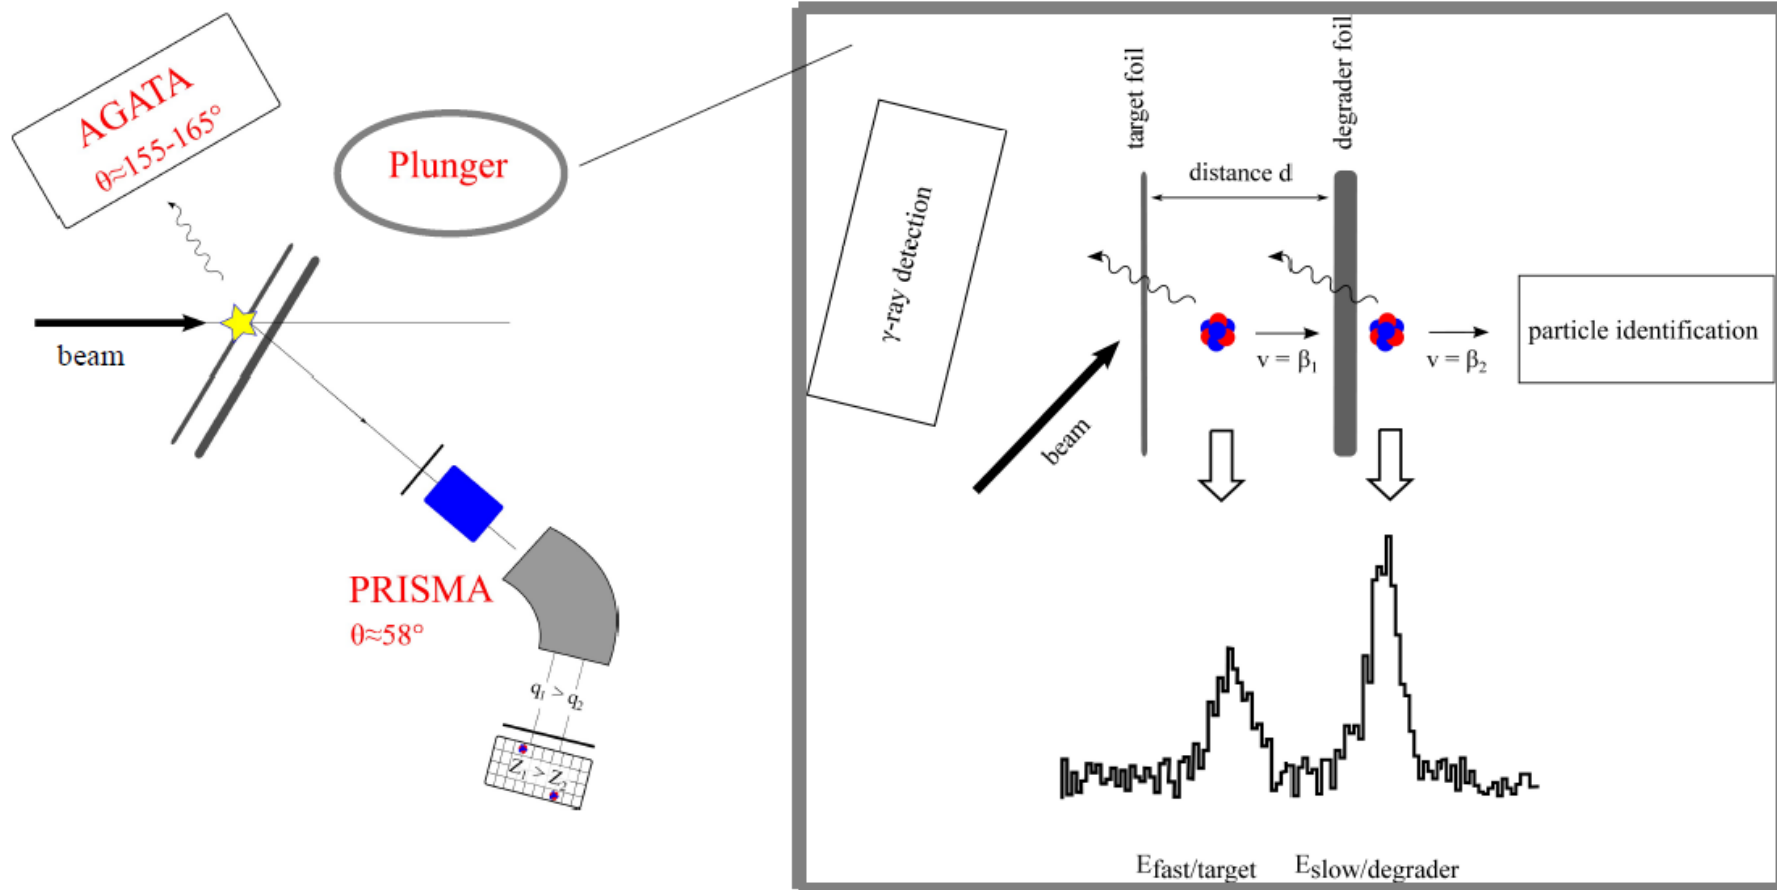 AGATA
θ≈155-165°
Plunger
beam
PRISMA
θ≈58°
q₁ > q₂
Z₁ > Z₂
target foil
degrader foil
distance d
γ-ray detection
beam
v = β₁
v = β₂
particle identification
Efast/target
Eslow/degrader